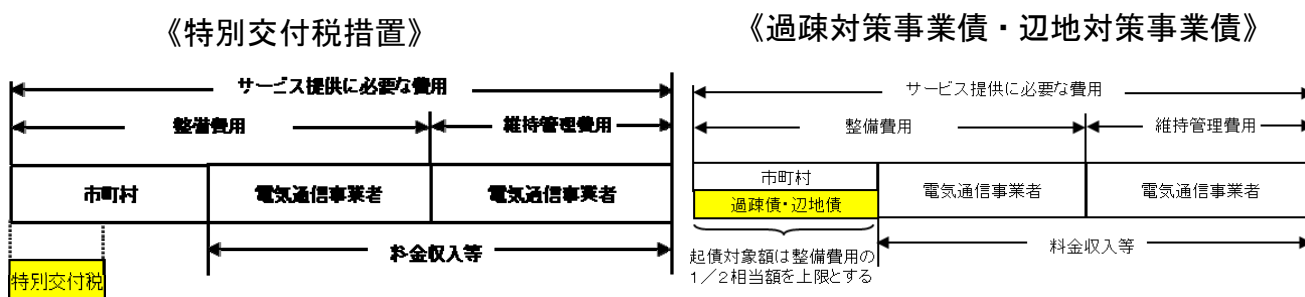 《特別交付税措置》
サービス提供に必要な費用
整備費用
維持管理費用
市町村
電気通信事業者
電気通信事業者
料金収入等
特別交付税
《過疎対策事業債・辺地対策事業債》
サービス提供に必要な費用
整備費用
維持管理費用
市町村
過疎債・辺地債
電気通信事業者
電気通信事業者
起債対象額は整備費用の
1/2相当額を上限とする
料金収入等